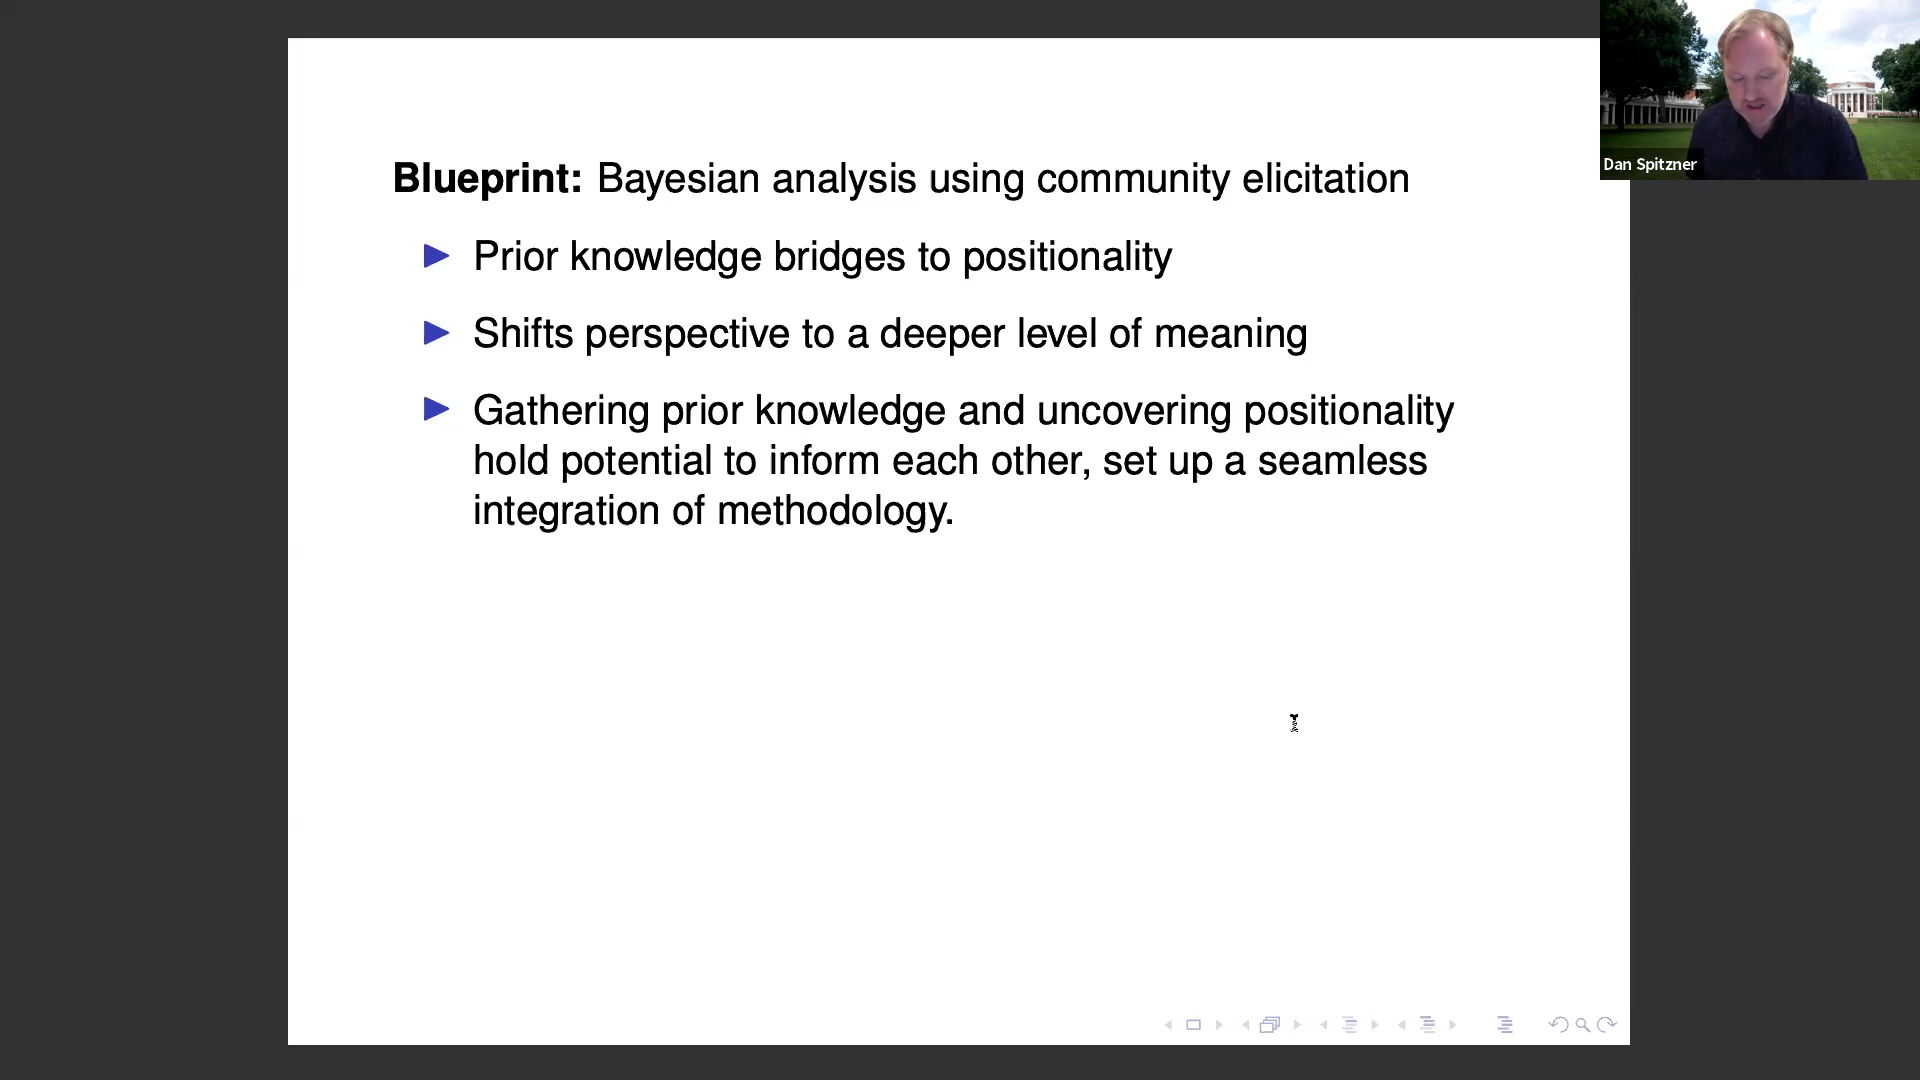 Blueprint: Bayesian analysis using community elicitation
Prior knowledge bridges to positionality
Shifts perspective to a deeper level of meaning
Gathering prior knowledge and uncovering positionality
hold potential to inform each other, set up a seamless
integration of methodology.
Dan Spitzner